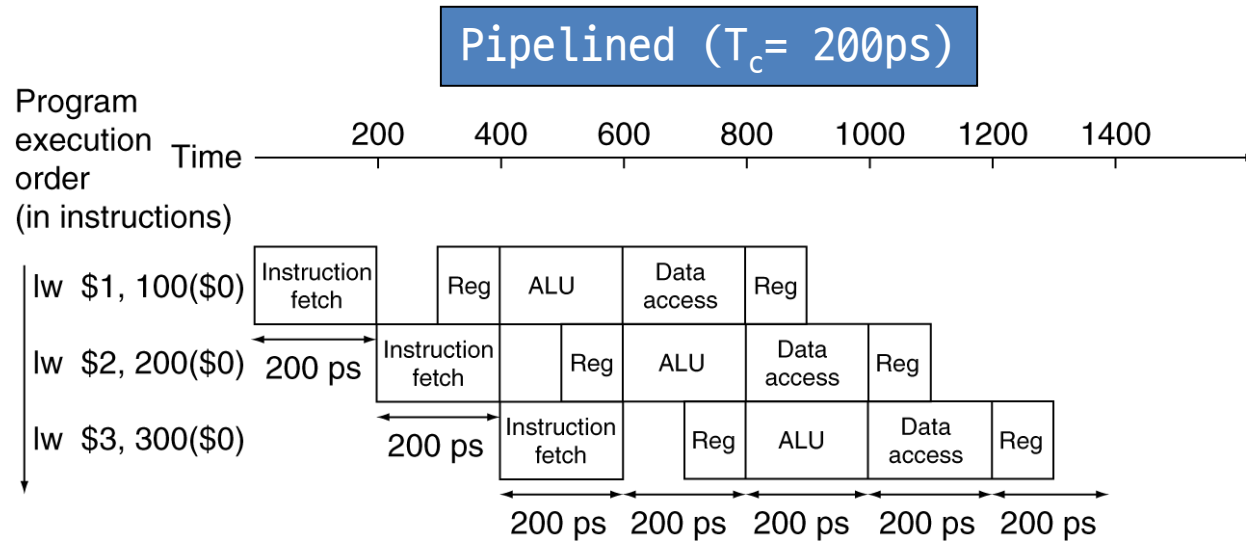 Pipelined (Tc= 200ps)
Program
execution
order
(in instructions)
Time
200 400 600 800 1000 1200 1400
lw $1, 100($0)
Instruction
fetch
Reg
ALU
Data
access
Reg
200 ps
lw $2, 200($0)
Instruction
fetch
Reg
ALU
Data
access
Reg
200 ps
lw $3, 300($0)
Instruction
fetch
Reg
ALU
Data
access
Reg
200 ps 200 ps 200 ps 200 ps 200 ps